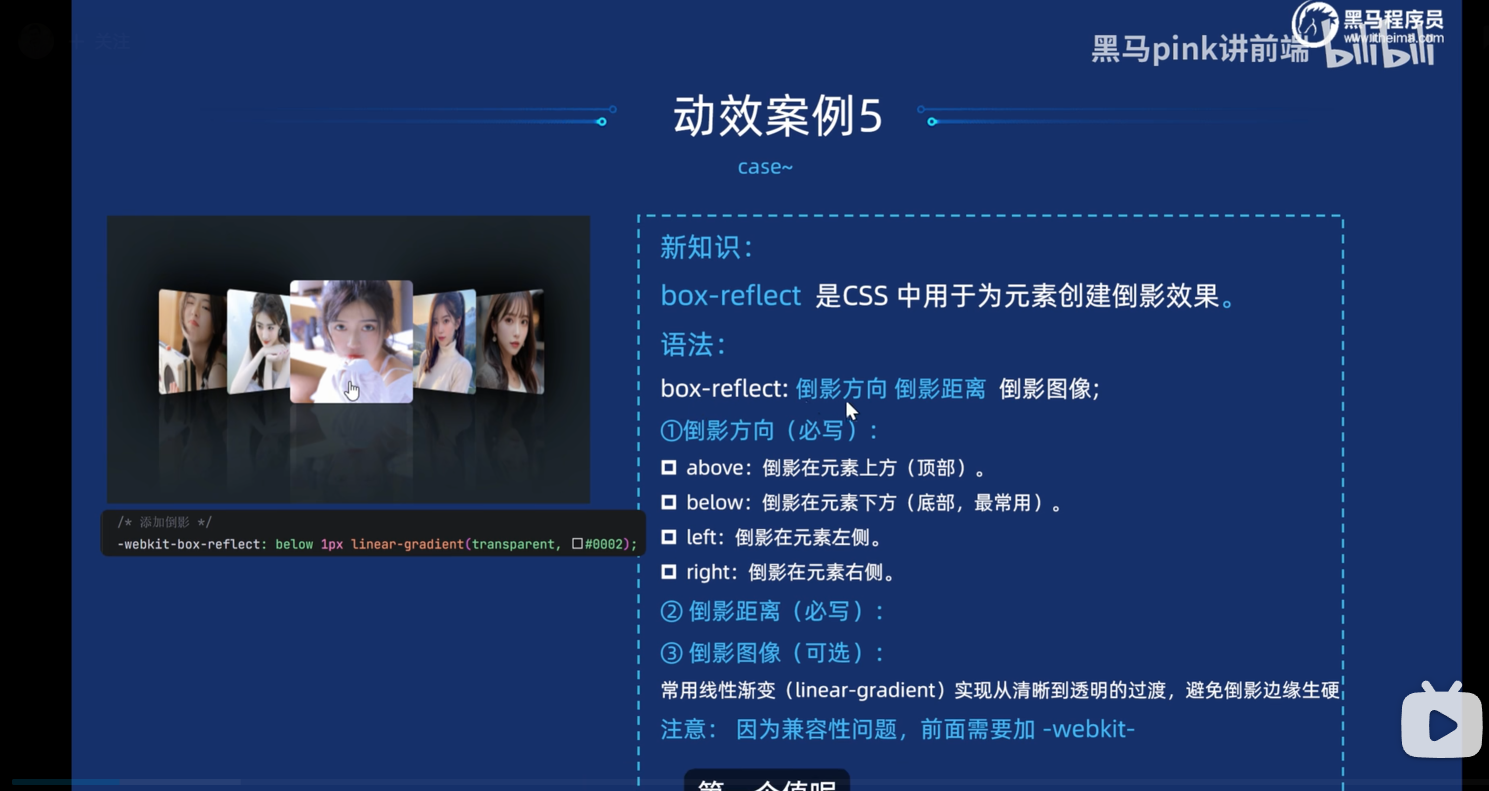 关注
黑马程序员
www.itheima.com
黑马pink讲前端
bilibili
动效案例5
case~
新知识：
box-reflect 是CSS 中用于为元素创建倒影效果。
语法：
box-reflect: 倒影方向 倒影距离 倒影图像;
①倒影方向（必写）：
above：倒影在元素上方（顶部）。
below：倒影在元素下方（底部，最常用）。
left：倒影在元素左侧。
right：倒影在元素右侧。
② 倒影距离（必写）：
③ 倒影图像（可选）：
常用线性渐变（linear-gradient）实现从清晰到透明的过渡，避免倒影边缘生硬
注意： 因为兼容性问题，前面需要加 -webkit-
/* 添加倒影 */
-webkit-box-reflect: below 1px linear-gradient(transparent, #0002);
第一个值呢